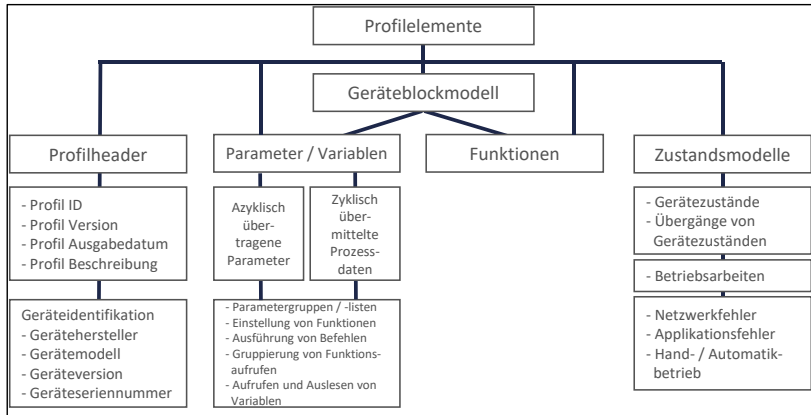 Profilelemente
Geräteblockmodell
Profilheader
Parameter / Variablen
Funktionen
Zustandsmodelle
- Profil ID
- Profil Version
- Profil Ausgabedatum
- Profil Beschreibung
Azyklisch
über-
tragene
Parameter
Zyklisch
über-
mittelte
Prozess-
daten
- Gerätezustände
- Übergänge von
Gerätezuständen
- Betriebsarbeiten
Geräteidentifikation
- Gerätehersteller
- Gerätemodell
- Geräteversion
- Geräteseriennummer
- Parametergruppen / -listen
- Einstellung von Funktionen
- Ausführung von Befehlen
- Gruppierung von Funktions-
aufrufen
- Aufrufen und Auslesen von
Variablen
- Netzwerkfehler
- Applikationsfehler
- Hand- / Automatik-
betrieb